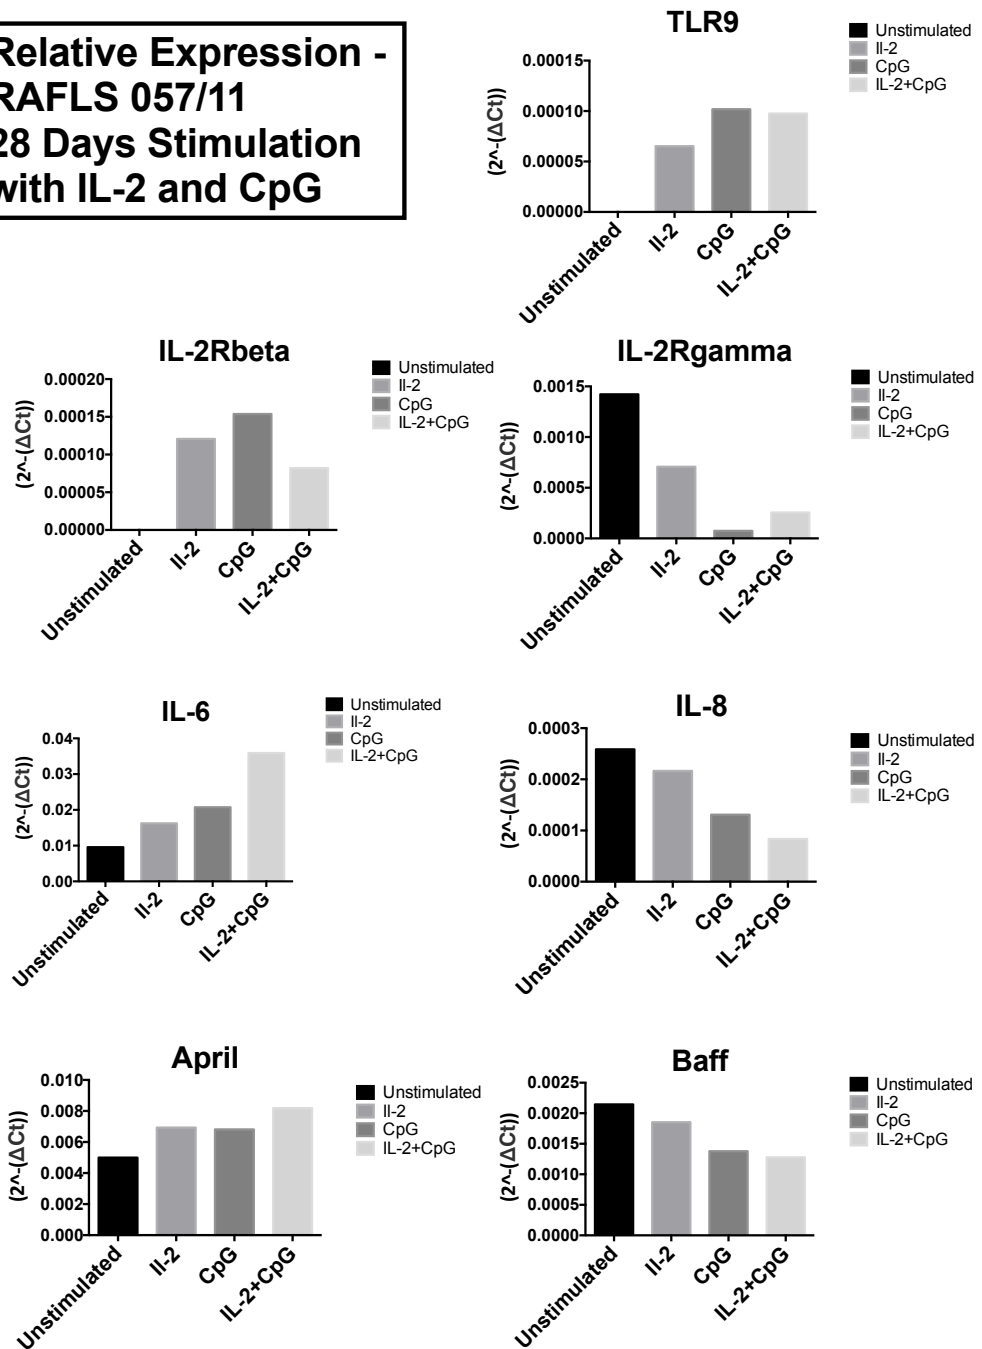 Relative Expression -
RAFLS 057/11
28 Days Stimulation
with IL-2 and CpG
TLR9
(2^-(ΔCt))
0.00015
0.00010
0.00005
0.00000
Unstimulated
Il-2
CpG
IL-2+CpG
Unstimulated
Il-2
CpG
IL-2+CpG
IL-2Rbeta
(2^-(ΔCt))
0.00020
0.00015
0.00010
0.00005
0.00000
Unstimulated
Il-2
CpG
IL-2+CpG
Unstimulated
Il-2
CpG
IL-2+CpG
IL-2Rgamma
(2^-(ΔCt))
0.0015
0.0010
0.0005
0.0000
Unstimulated
Il-2
CpG
IL-2+CpG
Unstimulated
Il-2
CpG
IL-2+CpG
IL-6
(2^-(ΔCt))
0.04
0.03
0.02
0.01
0.00
Unstimulated
Il-2
CpG
IL-2+CpG
Unstimulated
Il-2
CpG
IL-2+CpG
IL-8
(2^-(ΔCt))
0.0003
0.0002
0.0001
0.0000
Unstimulated
Il-2
CpG
IL-2+CpG
Unstimulated
Il-2
CpG
IL-2+CpG
April
(2^-(ΔCt))
0.010
0.008
0.006
0.004
0.002
0.000
Unstimulated
Il-2
CpG
IL-2+CpG
Unstimulated
Il-2
CpG
IL-2+CpG
Baff
(2^-(ΔCt))
0.0025
0.0020
0.0015
0.0010
0.0005
0.0000
Unstimulated
Il-2
CpG
IL-2+CpG
Unstimulated
Il-2
CpG
IL-2+CpG